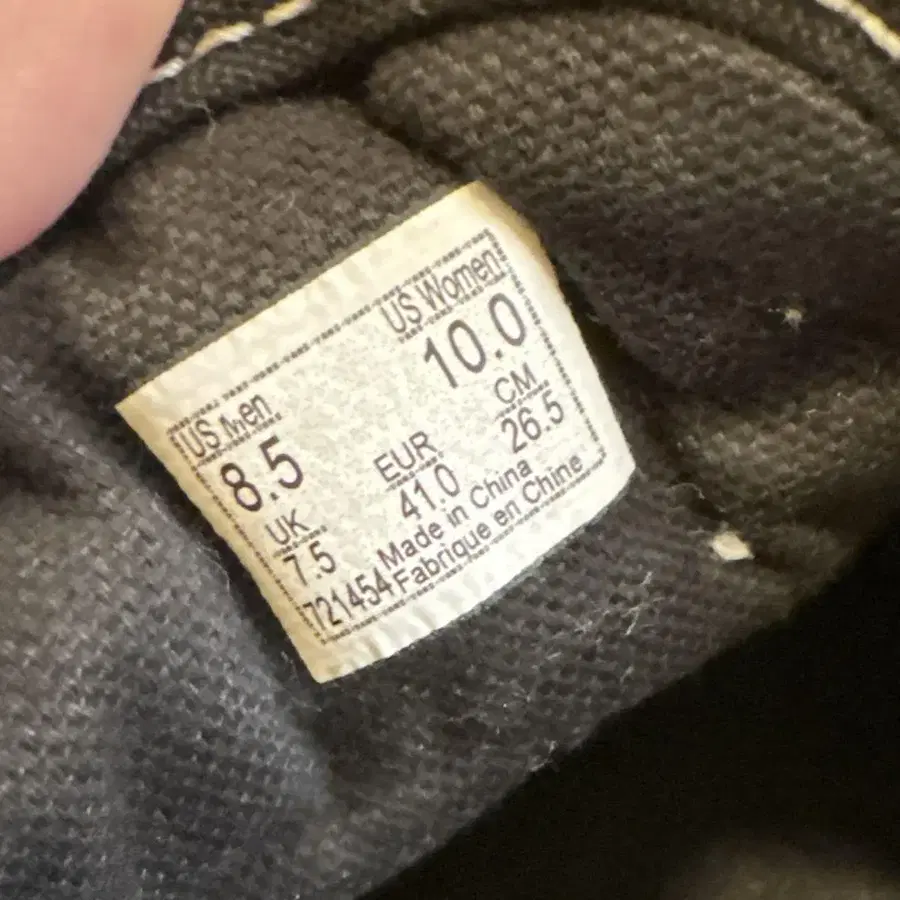 US Men US Women
8.5 10.0
UK EUR CM
7.5 41.0 26.5
Made in China
721454 Fabrique en Chine